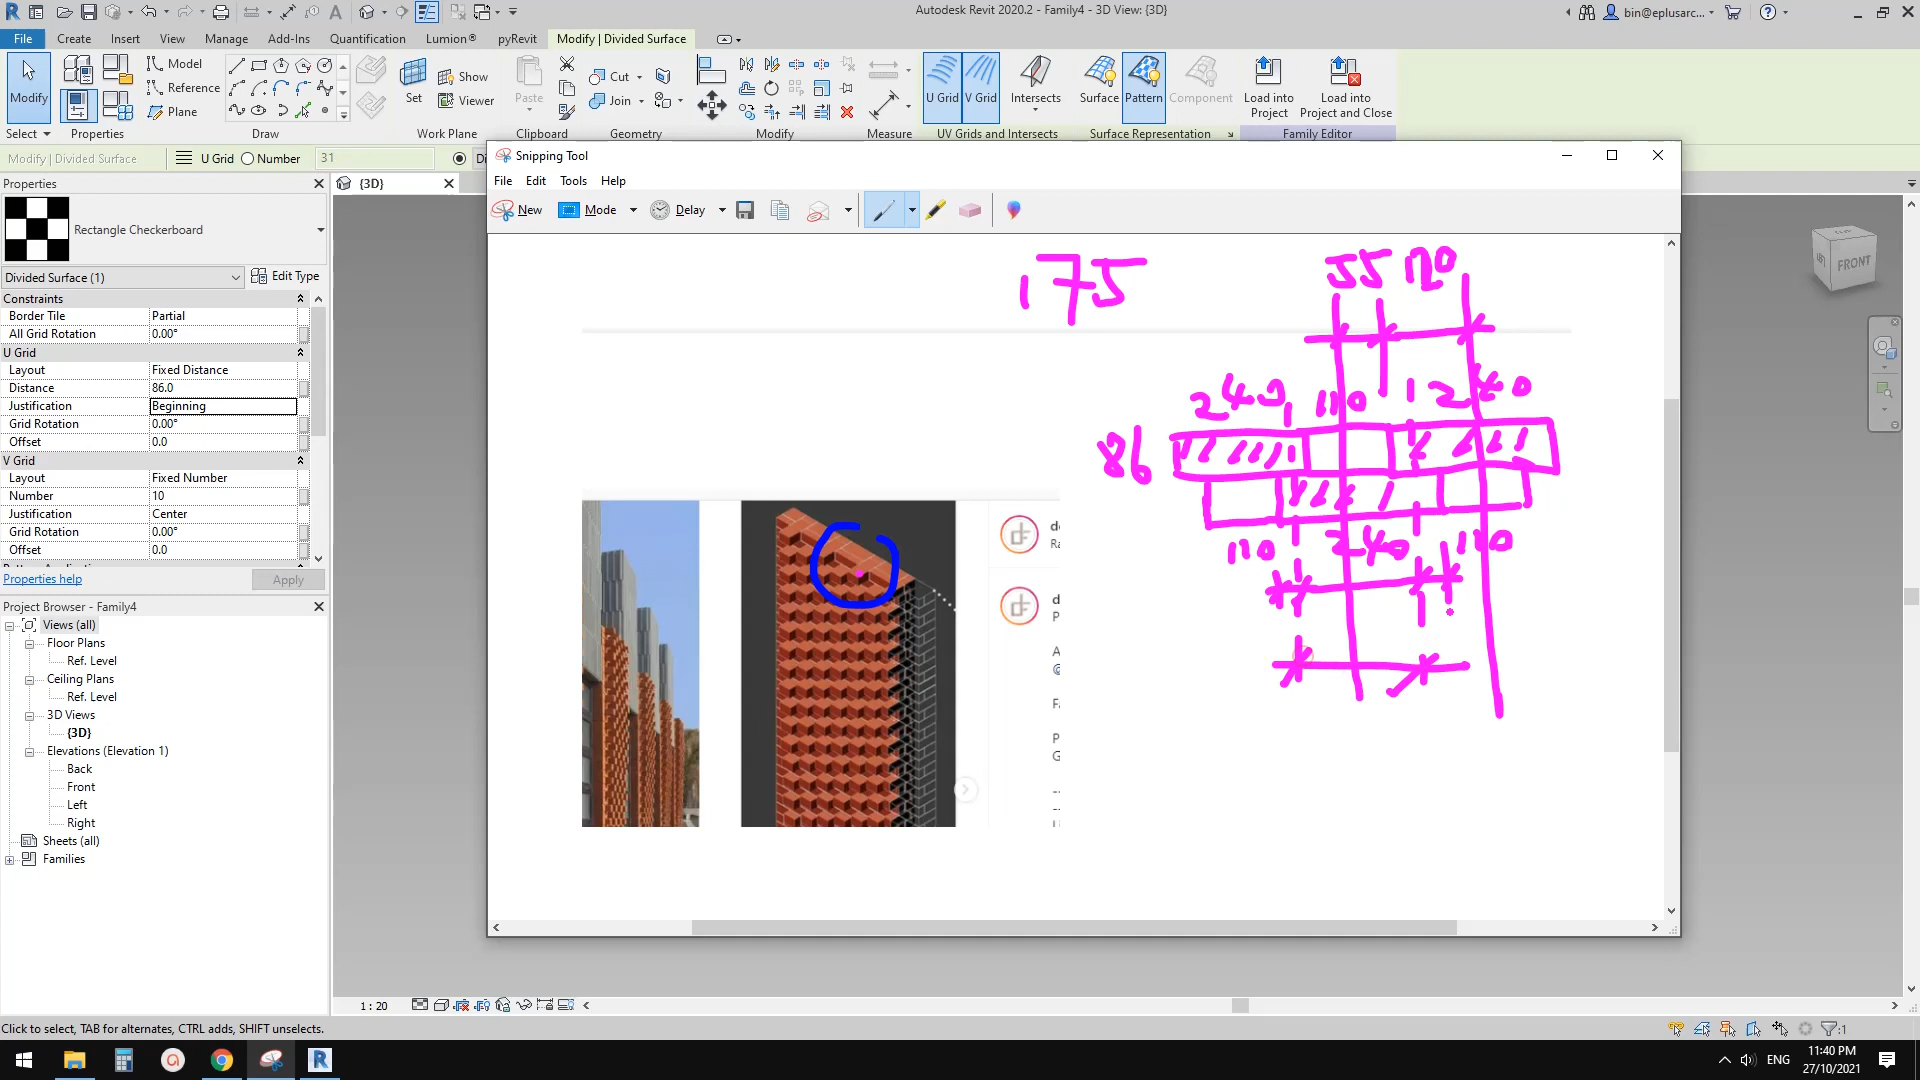 Autodesk Revit 2020.2 - Family4 - 3D View: {3D}
bin@eplusarc...
File Create Insert View Manage Add-Ins Quantification Lumion® pyRevit Modify | Divided Surface
Modify
Model
Reference
Plane
Set
Show
Viewer
Paste
Cut
Join
U Grid V Grid
Intersects
Surface Pattern Component
Load into
Project
Load into
Project and Close
Select Properties Draw Work Plane Clipboard Geometry Modify Measure UV Grids and Intersects Surface Representation Family Editor
Modify | Divided Surface U Grid Number 31
Properties
Rectangle Checkerboard
Divided Surface (1) Edit Type
Constraints
Border Tile Partial
All Grid Rotation 0.00°
U Grid
Layout Fixed Distance
Distance 86.0
Justification Beginning
Grid Rotation 0.00°
Offset 0.0
V Grid
Layout Fixed Number
Number 10
Justification Center
Grid Rotation 0.00°
Offset 0.0
Properties help Apply
Project Browser - Family4
Views (all)
Floor Plans
Ref. Level
Ceiling Plans
Ref. Level
3D Views
{3D}
Elevations (Elevation 1)
Back
Front
Left
Right
Sheets (all)
Families
{3D}
Snipping Tool
File Edit Tools Help
New Mode Delay
175
55 120
240 110 240
86
110 240 110
FRONT
1 : 20
Click to select, TAB for alternates, CTRL adds, SHIFT unselects.
:1
ENG
11:40 PM
27/10/2021